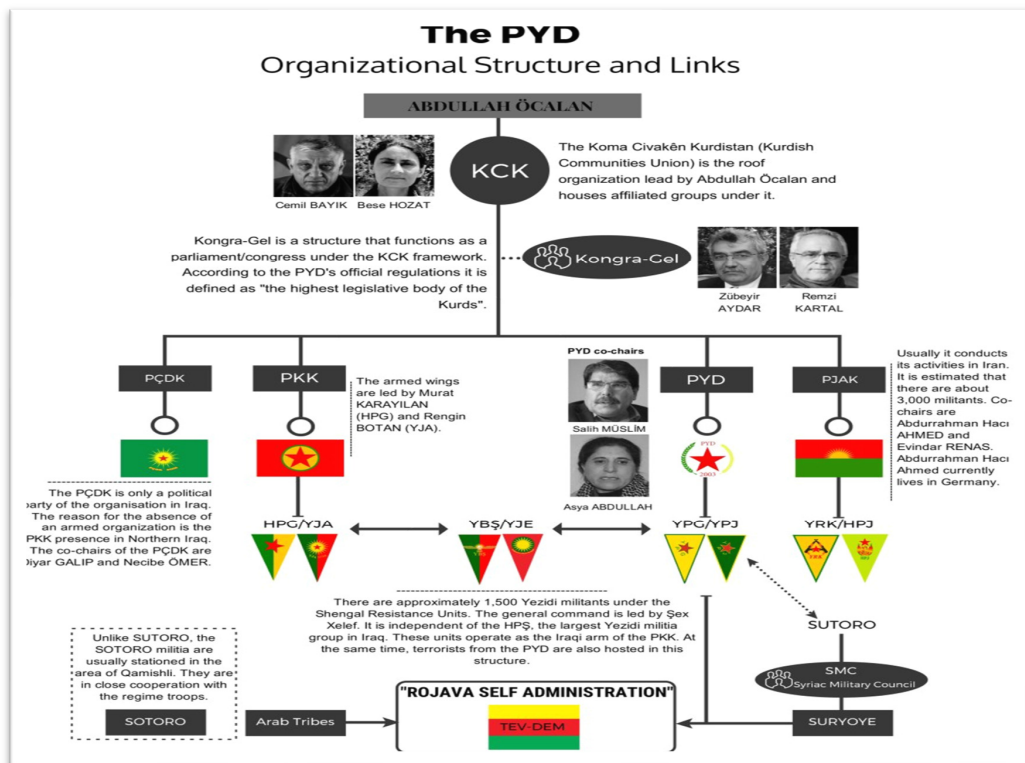 The PYD
Organizational Structure and Links
ABDULLAH ÖCALAN
KCK
The Koma Civakên Kurdistan (Kurdish
Communities Union) is the roof
organization lead by Abdullah Öcalan and
houses affiliated groups under it.
Cemil BAYIK
Bese HOZAT
Kongra-Gel is a structure that functions as a
parliament/congress under the KCK framework.
According to the PYD's official regulations it is
defined as "the highest legislative body of the
Kurds".
Kongra-Gel
Zübeyir
AYDAR
Remzi
KARTAL
PÇDK
PKK
The armed wings
are led by Murat
KARAYILAN
(HPG) and Rengin
BOTAN (YJA).
PYD co-chairs
Salih MÜSLİM
Asya ABDULLAH
PYD
PYD
2003
PJAK
Usually it conducts
its activities in Iran.
It is estimated that
there are about
3,000 militants. Co-
chairs are
Abdurrahman Hacı
AHMED and
Evindar RENAS.
Abdurrahman Hacı
Ahmed currently
lives in Germany.
The PÇDK is only a political
party of the organisation in Iraq.
The reason for the absence of
an armed organization is the
PKK presence in Northern Iraq.
The co-chairs of the PÇDK are
Diyar GALIP and Necibe ÖMER.
HPG/YJA
YBŞ/YJE
YPG/YPJ
YRK/HPJ
There are approximately 1,500 Yezidi militants under the
Shengal Resistance Units. The general command is led by Şex
Xelef. It is independent of the HPŞ, the largest Yezidi militia
group in Iraq. These units operate as the Iraqi arm of the PKK. At
the same time, terrorists from the PYD are also hosted in this
structure.
SUTORO
SMC
Syriac Military Council
SURYOYE
Unlike SUTORO, the
SOTORO militia are
usually stationed in the
area of Qamishli. They are
in close cooperation with
the regime troops.
SOTORO
Arab Tribes
"ROJAVA SELF ADMINISTRATION"
TEV-DEM